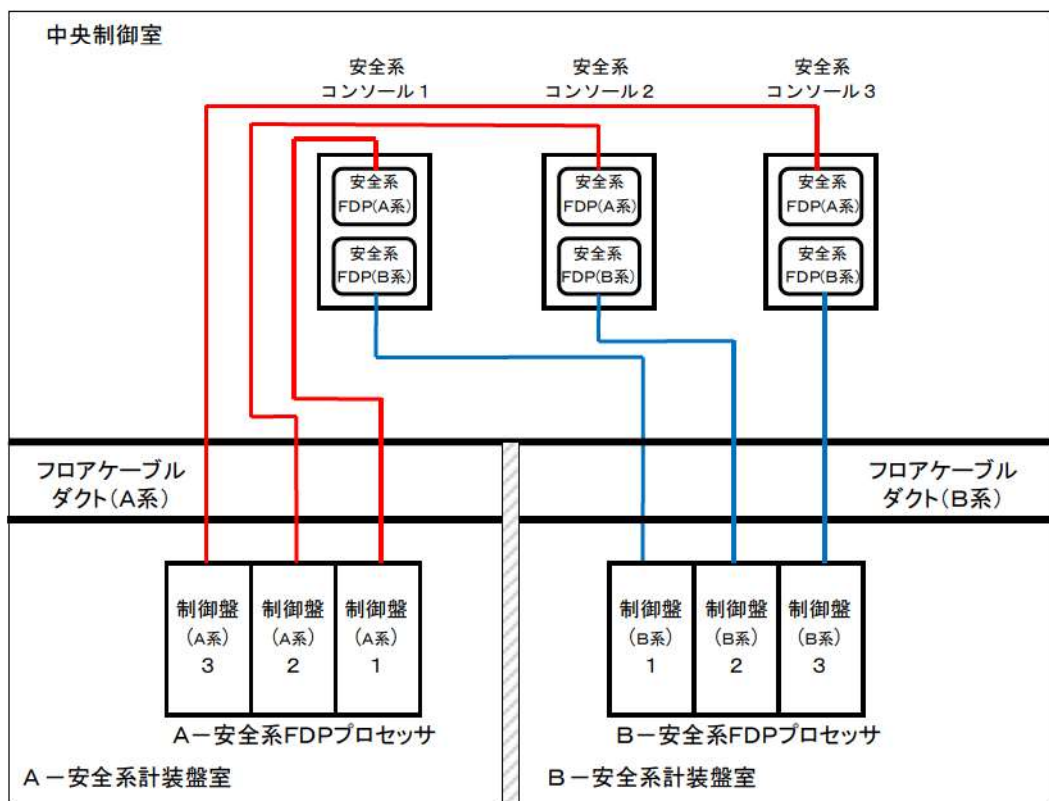 中央制御室
安全系
コンソール1
安全系
コンソール2
安全系
コンソール3
安全系
FDP(A系)
安全系
FDP(A系)
安全系
FDP(A系)
安全系
FDP(B系)
安全系
FDP(B系)
安全系
FDP(B系)
フロアケーブル
ダクト(A系)
フロアケーブル
ダクト(B系)
制御盤
(A系)
3
制御盤
(A系)
2
制御盤
(A系)
1
制御盤
(B系)
1
制御盤
(B系)
2
制御盤
(B系)
3
A-安全系FDPプロセッサ
B-安全系FDPプロセッサ
A-安全系計装盤室
B-安全系計装盤室